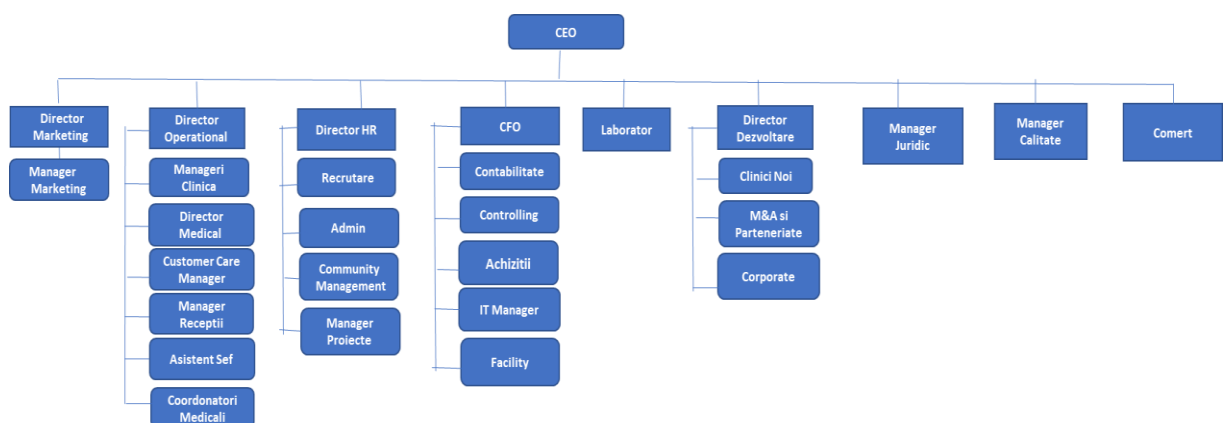 CEO
Director
Marketing
Manager
Marketing
Director
Operational
Manageri
Clinica
Director
Medical
Customer Care
Manager
Manager
Receptii
Asistent Sef
Coordonatori
Medicali
Director HR
Recrutare
Admin
Community
Management
Manager
Proiecte
CFO
Contabilitate
Controlling
Achizitii
IT Manager
Facility
Laborator
Director
Dezvoltare
Clinici Noi
M&A si
Parteneriate
Corporate
Manager
Juridic
Manager
Calitate
Comert